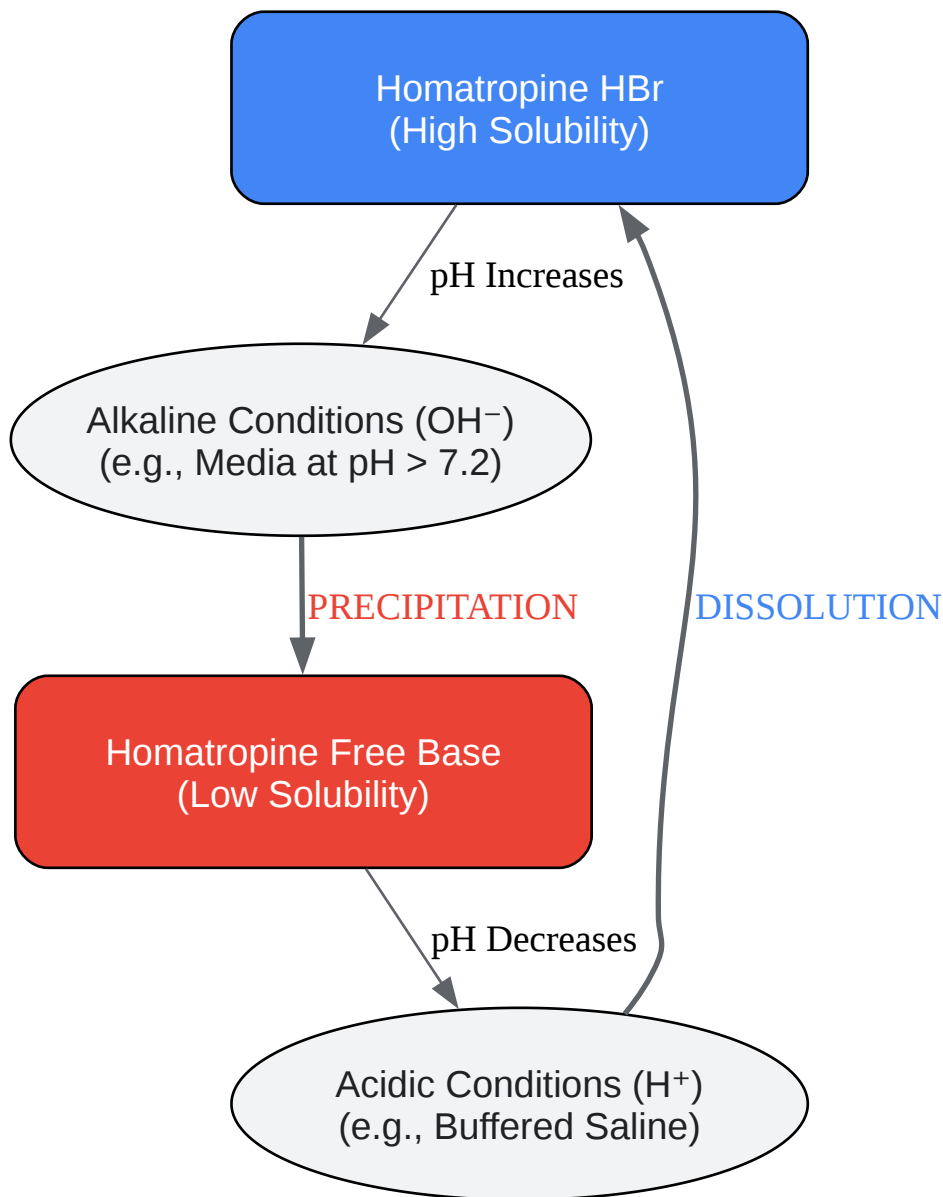 Homatropine HBr
(High Solubility)
pH Increases
Alkaline Conditions (OH⁻)
(e.g., Media at pH > 7.2)
PRECIPITATION
DISSOLUTION
Homatropine Free Base
(Low Solubility)
pH Decreases
Acidic Conditions (H⁺)
(e.g., Buffered Saline)